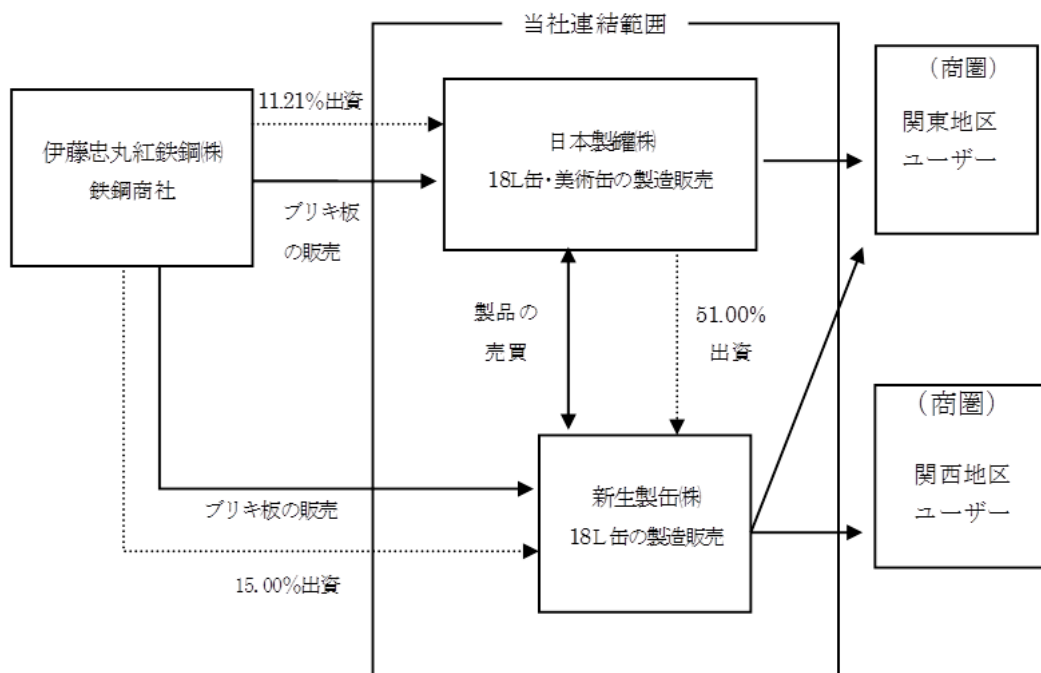 当社連結範囲
伊藤忠丸紅鉄鋼㈱
鉄鋼商社
11.21%出資
ブリキ板
の販売
日本製罐㈱
18L缶・美術缶の製造販売
（商圏）
関東地区
ユーザー
製品の
売買
51.00%
出資
（商圏）
関西地区
ユーザー
新生製缶㈱
18L缶の製造販売
ブリキ板の販売
15.00%出資